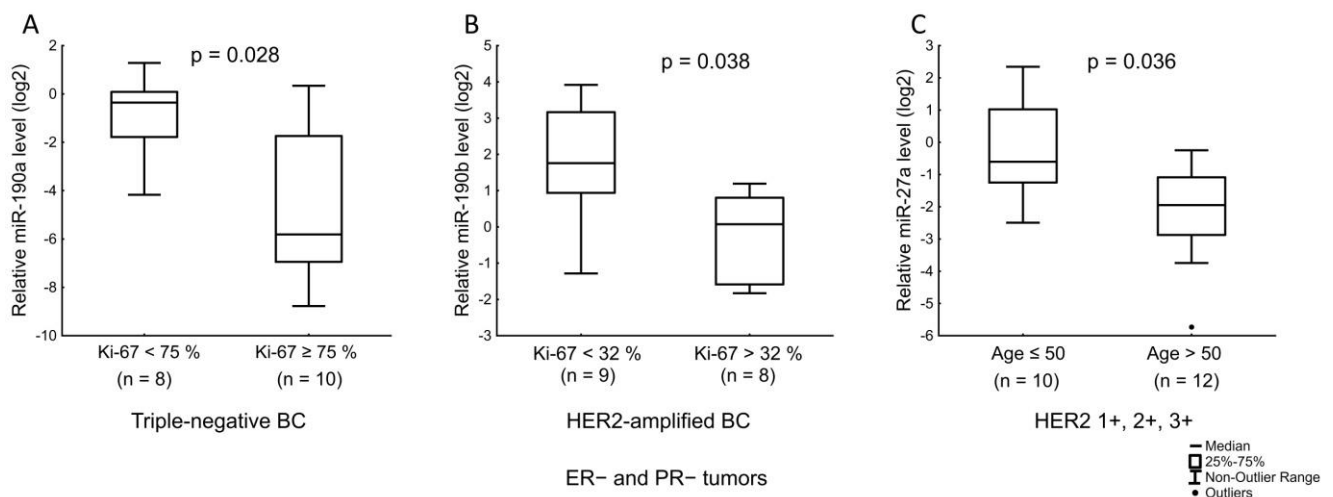 A
p = 0.028
Relative miR-190a level (log2)
2
0
-2
-4
-6
-8
-10
Ki-67 < 75 %
Ki-67 ≥ 75 %
(n = 8)
(n = 10)
Triple-negative BC
B
p = 0.038
Relative miR-190b level (log2)
5
4
3
2
1
0
-1
-2
-3
Ki-67 < 32 %
Ki-67 > 32 %
(n = 9)
(n = 8)
HER2-amplified BC
C
p = 0.036
Relative miR-27a level (log2)
3
2
1
0
-1
-2
-3
-4
-5
-6
Age ≤ 50
Age > 50
(n = 10)
(n = 12)
HER2 1+, 2+, 3+
ER− and PR− tumors
Median
25%-75%
Non-Outlier Range
Outliers